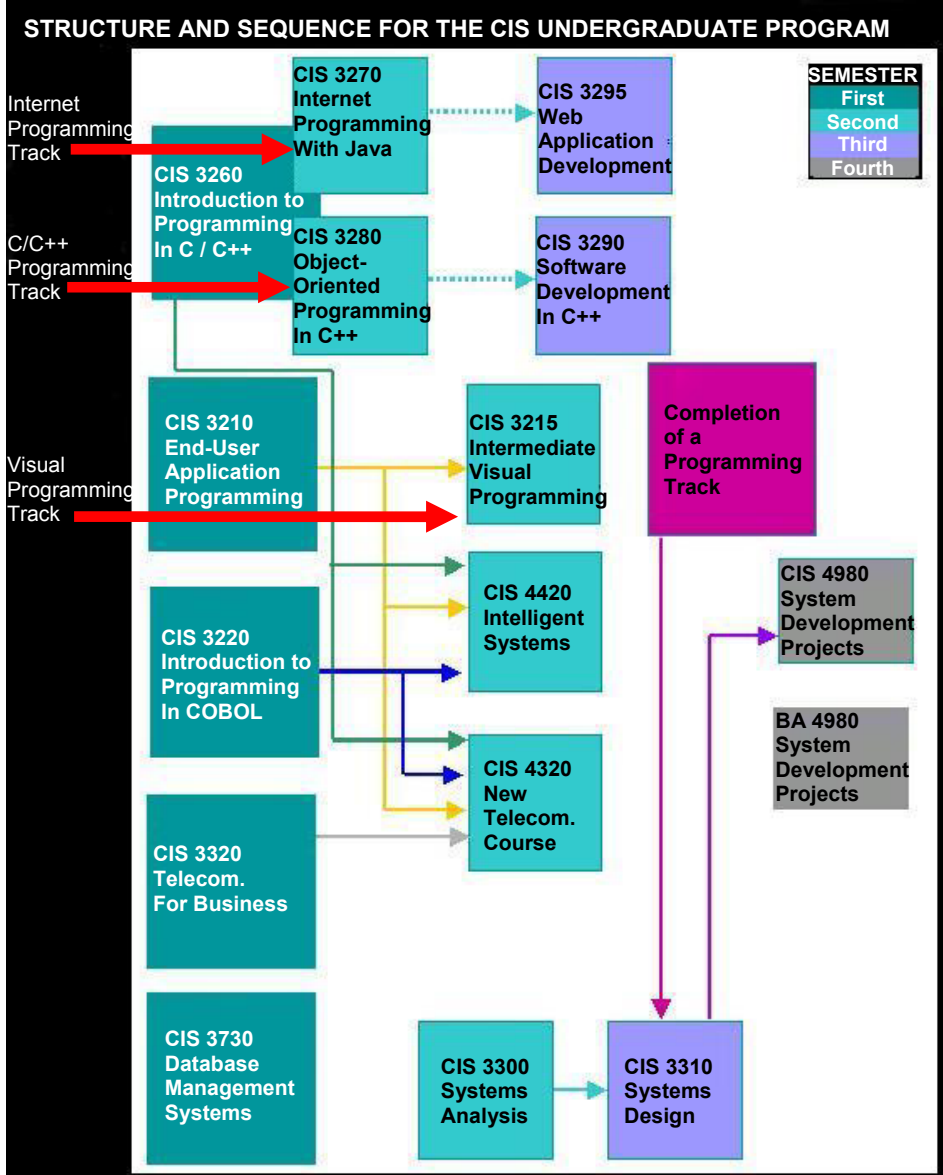 STRUCTURE AND SEQUENCE FOR THE CIS UNDERGRADUATE PROGRAM
SEMESTER
First
Second
Third
Fourth
Internet
Programming
Track
CIS 3260
Introduction to
Programming
In C / C++
CIS 3270
Internet
Programming
With Java
CIS 3295
Web
Application
Development
C/C++
Programming
Track
CIS 3280
Object-
Oriented
Programming
In C++
CIS 3290
Software
Development
In C++
Visual
Programming
Track
CIS 3210
End-User
Application
Programming
CIS 3215
Intermediate
Visual
Programming
Completion
of a
Programming
Track
CIS 3220
Introduction to
Programming
In COBOL
CIS 4420
Intelligent
Systems
CIS 4980
System
Development
Projects
BA 4980
System
Development
Projects
CIS 3320
Telecom.
For Business
CIS 4320
New
Telecom.
Course
CIS 3730
Database
Management
Systems
CIS 3300
Systems
Analysis
CIS 3310
Systems
Design